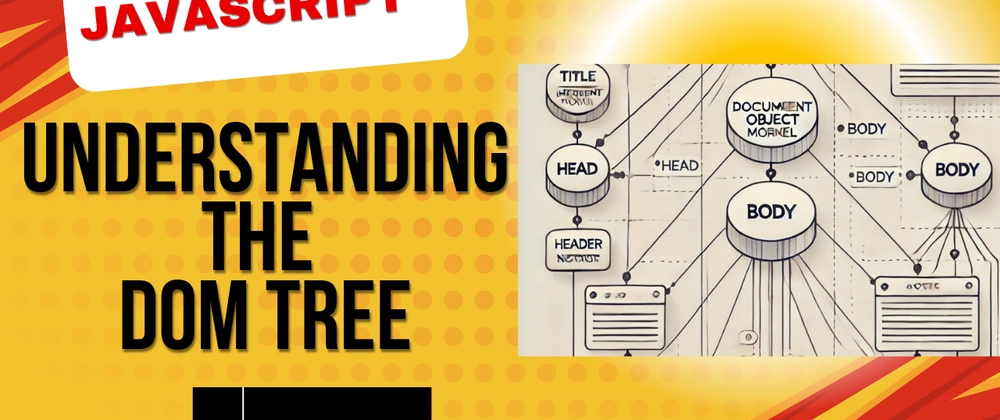 JAVASCRIPT
UNDERSTANDING
THE
DOM TREE
TITLE
HEAD
HEAD
HEADER
DOCUMENT
OBJECT
BODY
BODY
BODY
BODY